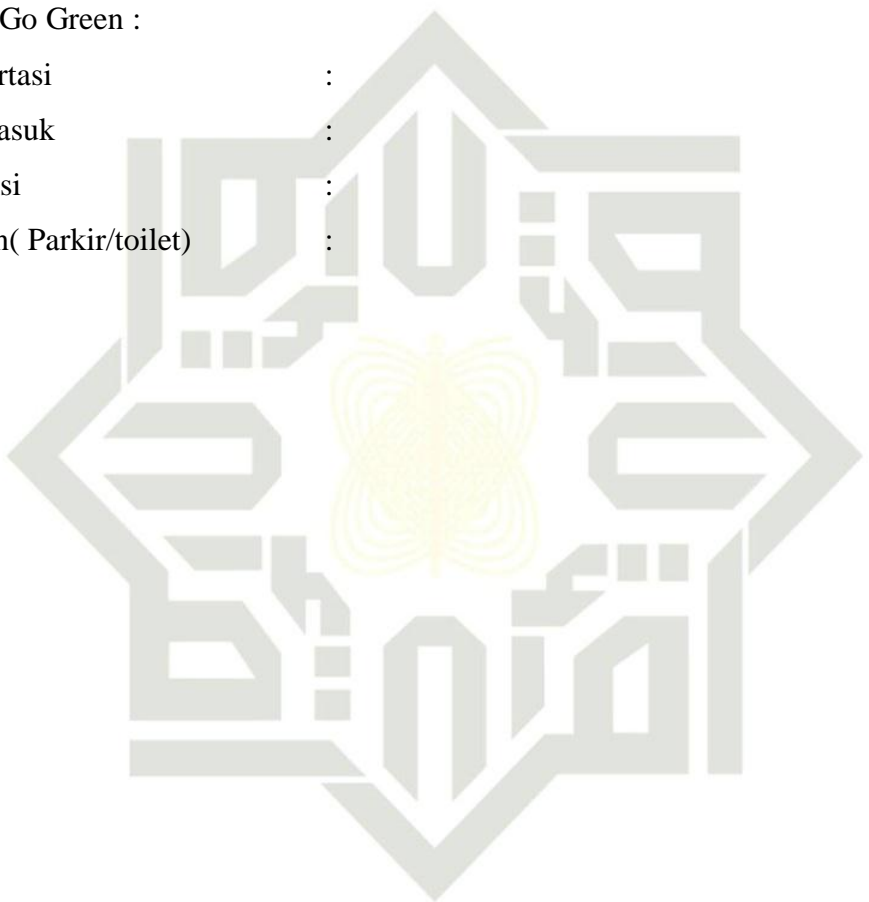 Go Green :
rtasi :
asuk :
si :
n( Parkir/toilet) :